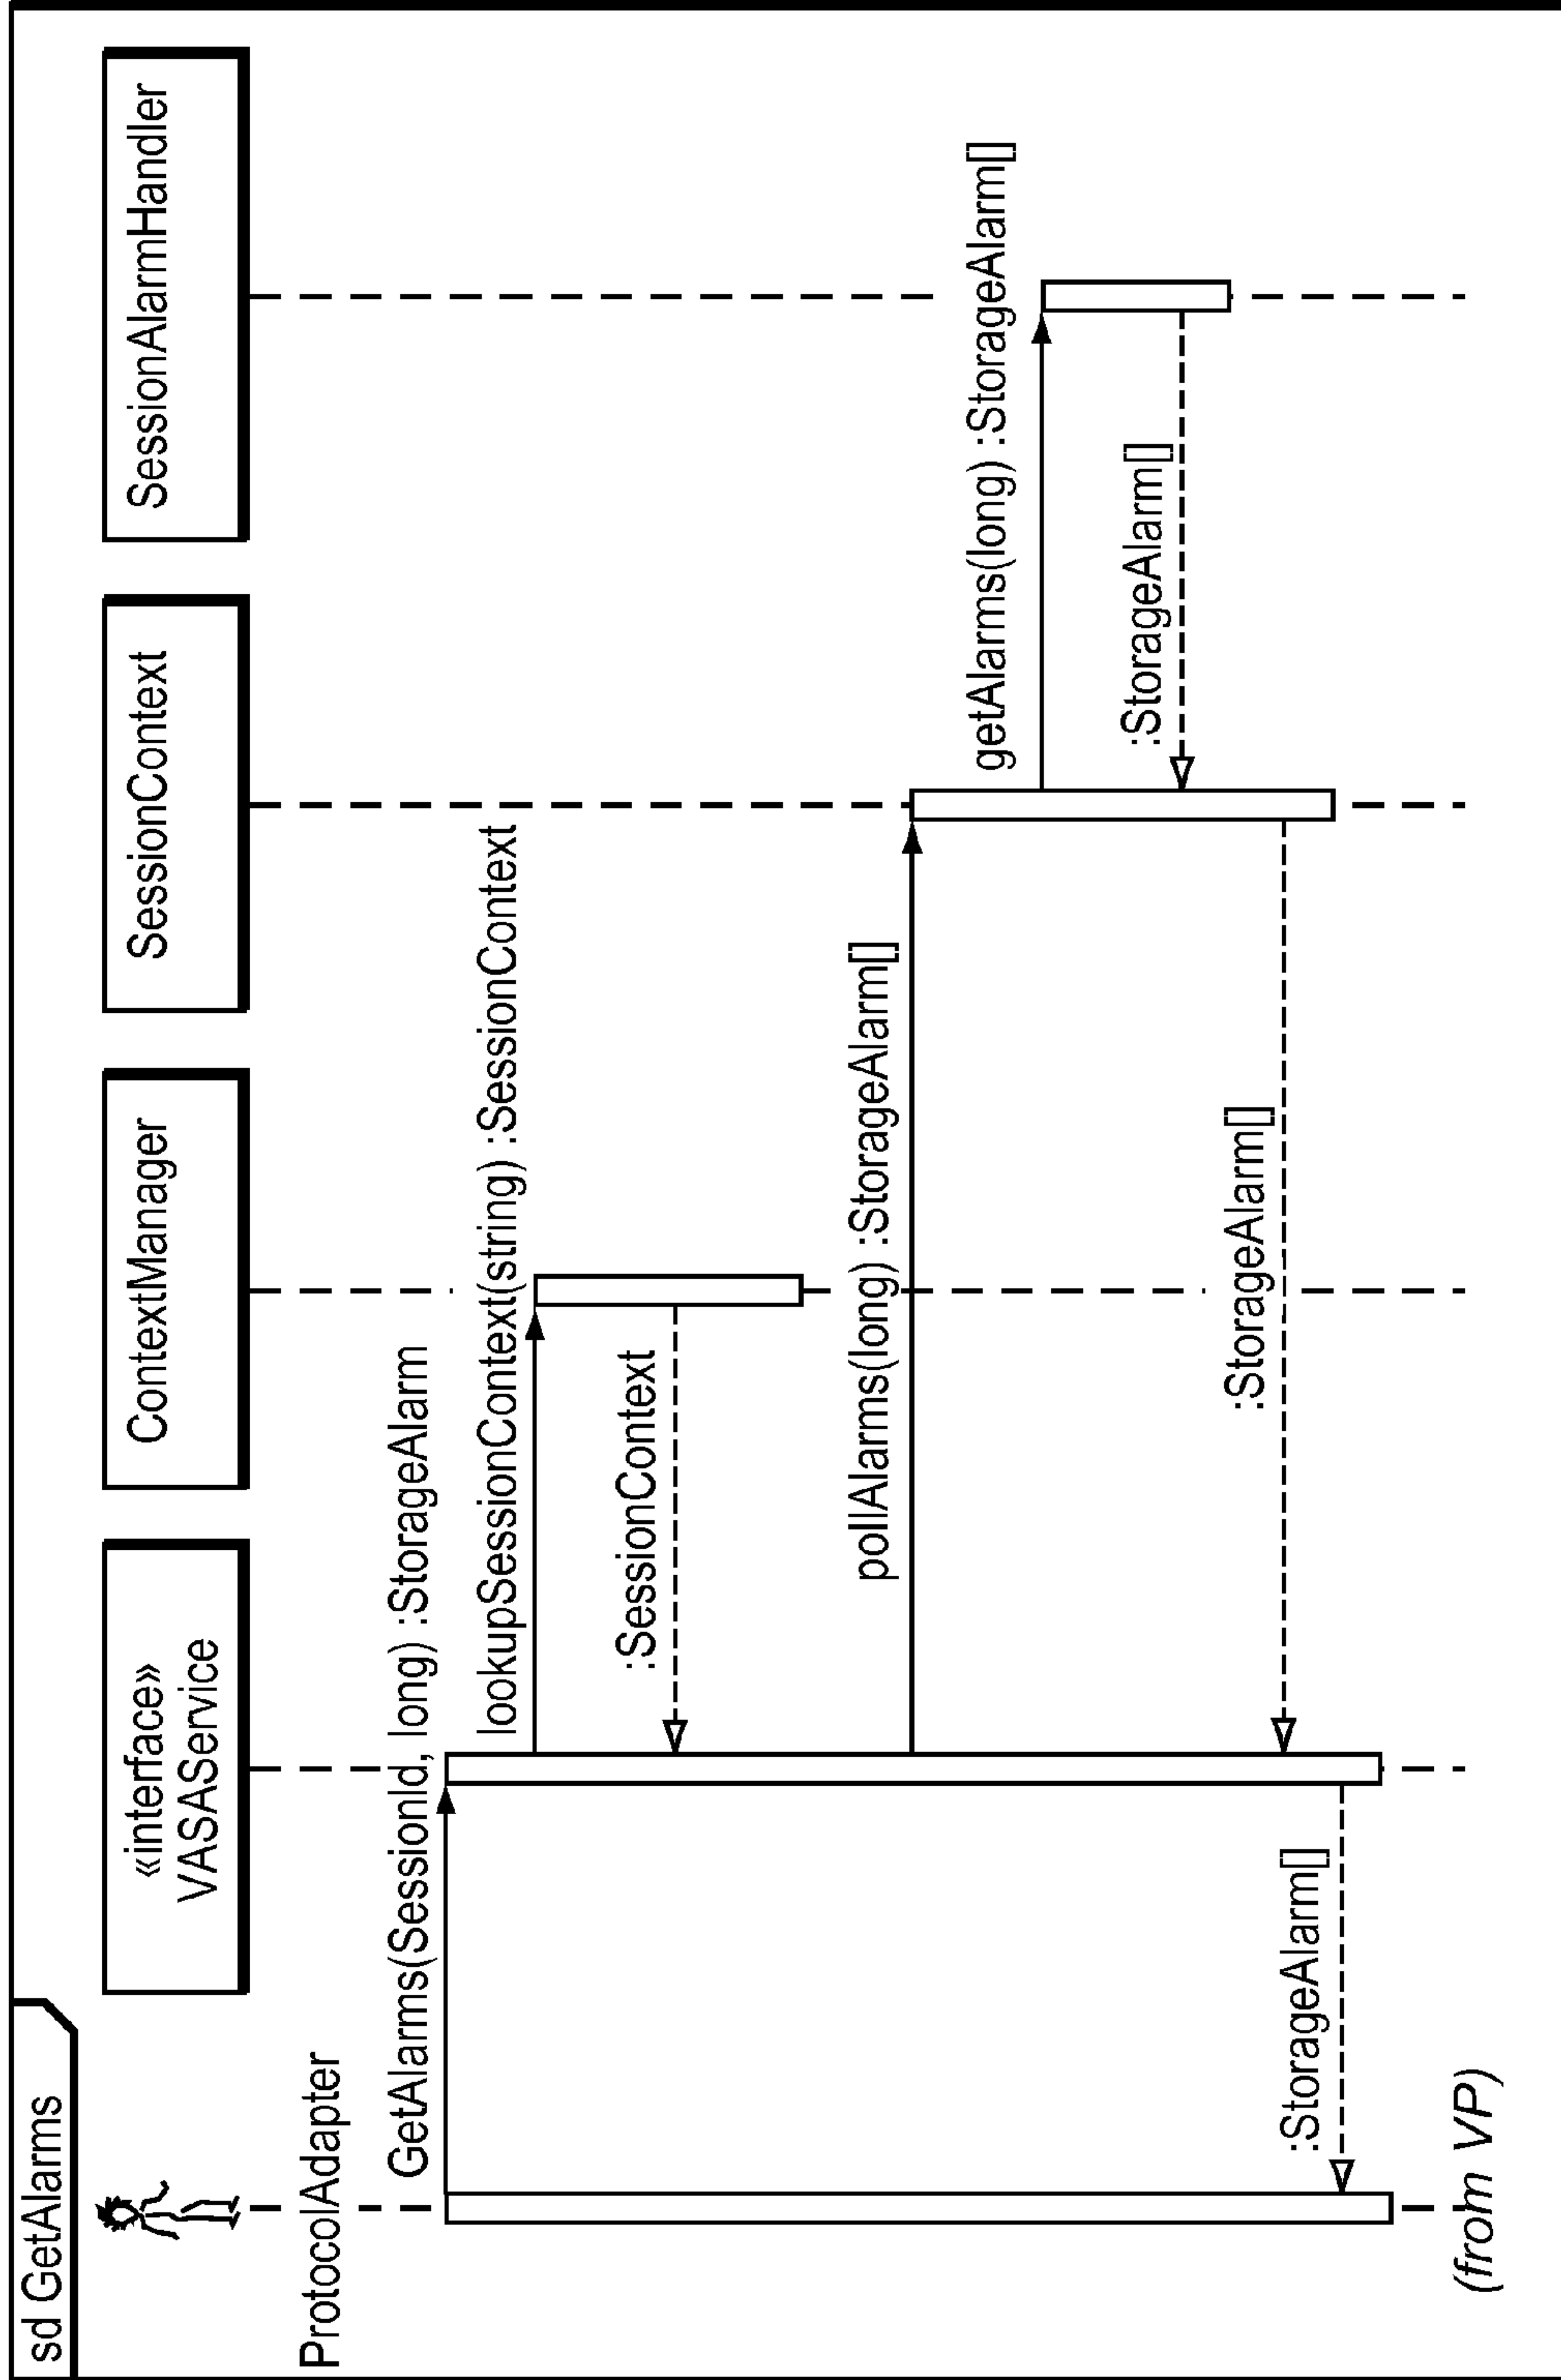 sd GetAlarms
ProtocolAdapter
«interface»
VASAService
ContextManager
SessionContext
SessionAlarmHandler
GetAlarms(SessionId, long) :StorageAlarm
lookupSessionContext(string) :SessionContext
:SessionContext
pollAlarms(long) :StorageAlarm[]
getAlarms(long) :StorageAlarm[]
:StorageAlarm[]
:StorageAlarm[]
:StorageAlarm[]
(from VP)